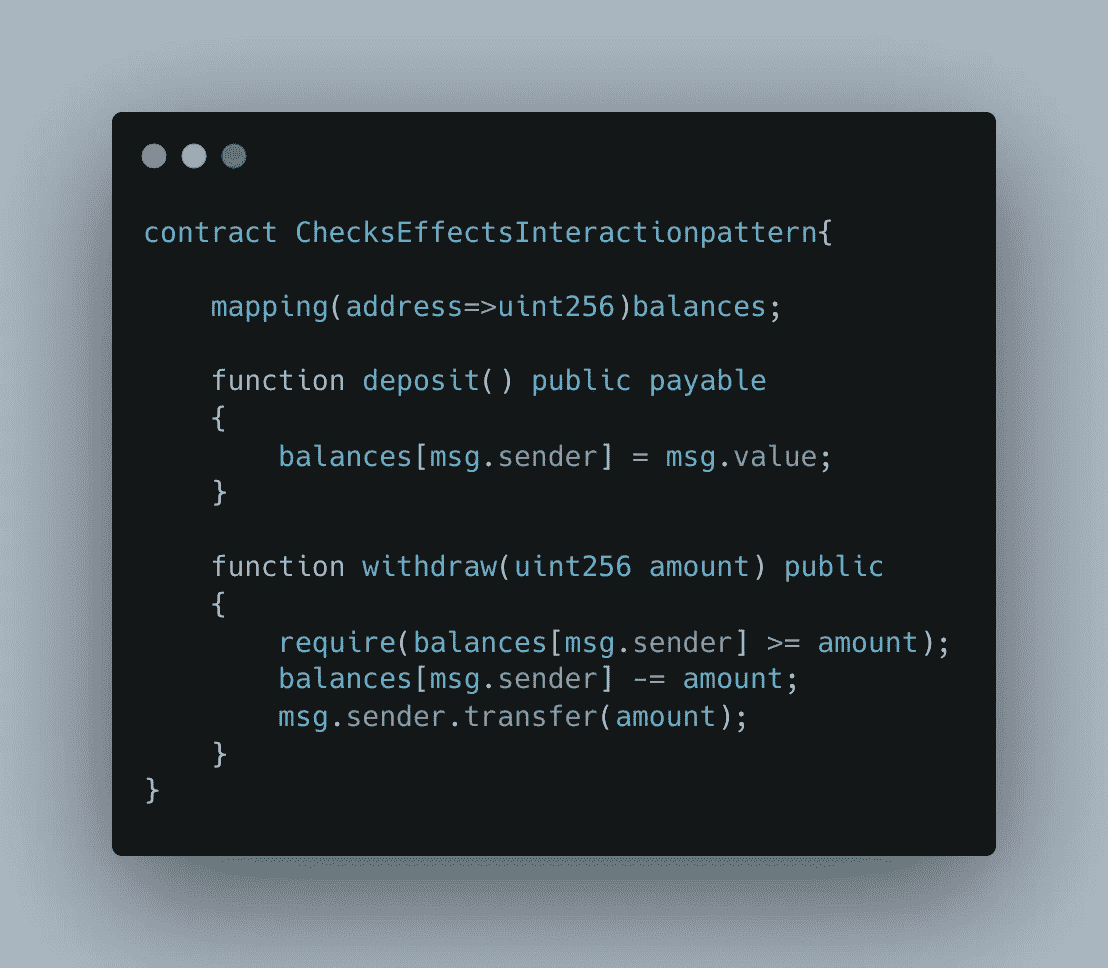 contract ChecksEffectsInteractionpattern{
mapping(address=>uint256)balances;
function deposit() public payable
{
balances[msg.sender] = msg.value;
}
function withdraw(uint256 amount) public
{
require(balances[msg.sender] >= amount);
balances[msg.sender] -= amount;
msg.sender.transfer(amount);
}
}